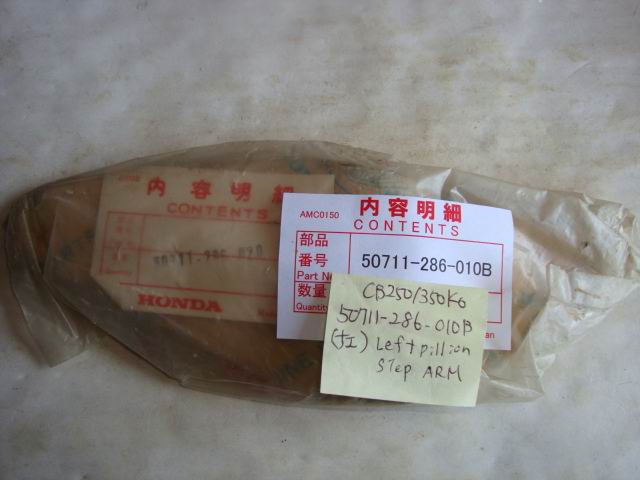 内容明細
CONTENTS
HONDA
AMC0150
内容明細
CONTENTS
部品
番号
Part N
50711-286-010B
数量
Quantity
CB250/350K0
50711-286-010B
Left pillion
Step ARM